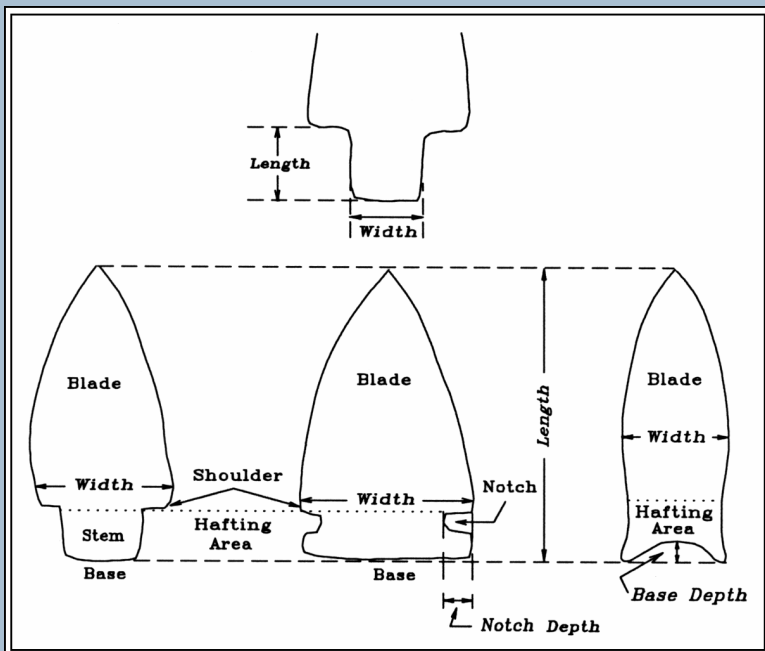 Length
Width
Blade
Blade
Blade
Length
Width
Shoulder
Width
Notch
Width
Stem
Hafting
Area
Hafting
Area
Base
Base
Base Depth
Notch Depth